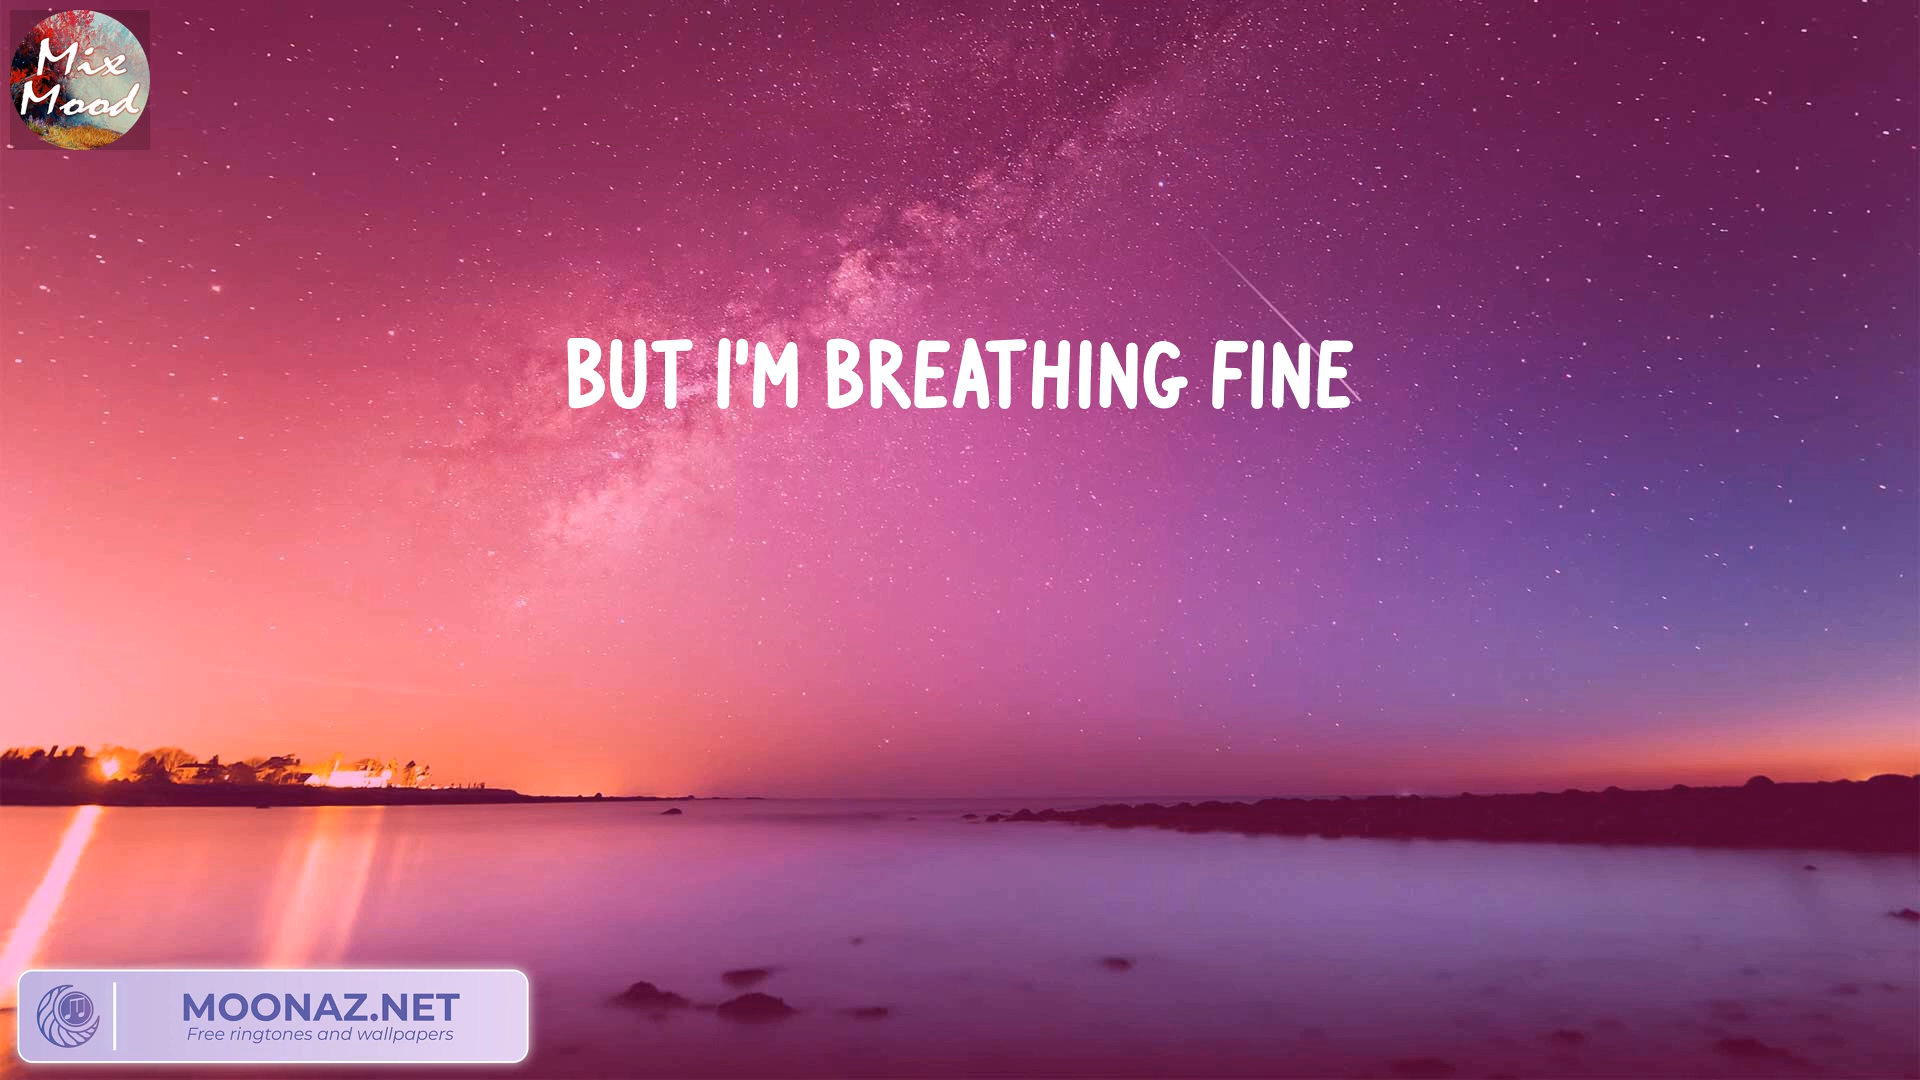 Mix
Mood
BUT I'M BREATHING FINE
MOONAZ.NET
Free ringtones and wallpapers